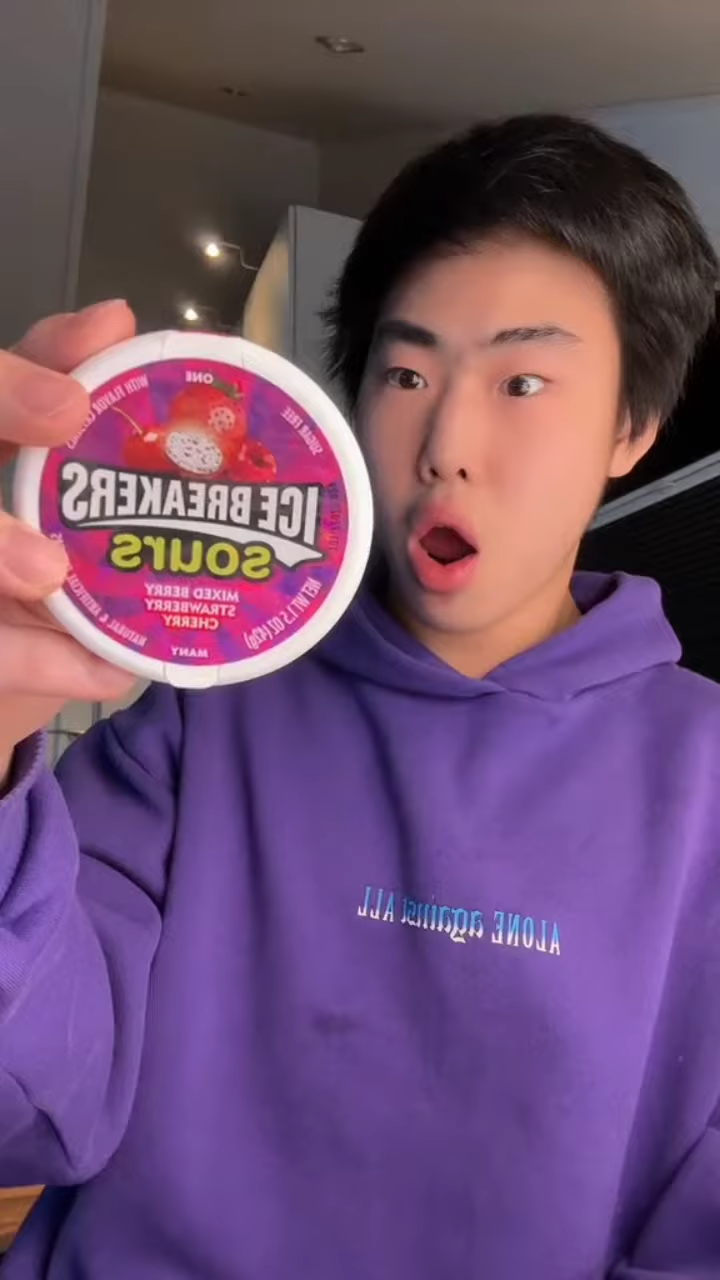 ONE
WITH FLAVOR
SUGAR FREE
ICE BREAKERS
sours
MIXED BERRY
STRAWBERRY
CHERRY
NATURAL & ARTIFICIAL
NET WT 1.5 OZ (42g)
MANY
ALONE against ALL